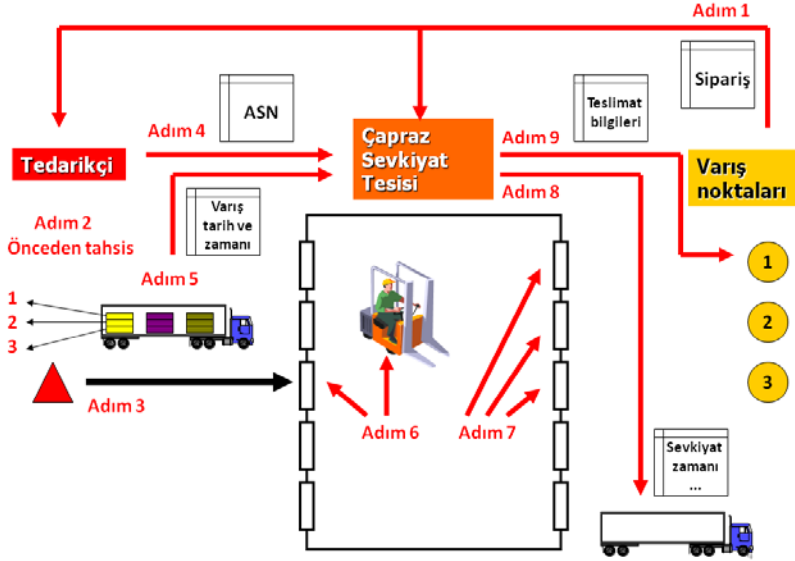 Adım 1
Sipariş
ASN
Teslimat
bilgileri
Adım 4
Çapraz
Sevkiyat
Tesisi
Adım 9
Tedarikçi
Varış
noktaları
Adım 8
Varış
tarih ve
zamanı
Adım 2
Önceden tahsis
Adım 5
1
2
3
1
2
3
Adım 3
Adım 6
Adım 7
Sevkiyat
zamanı
...